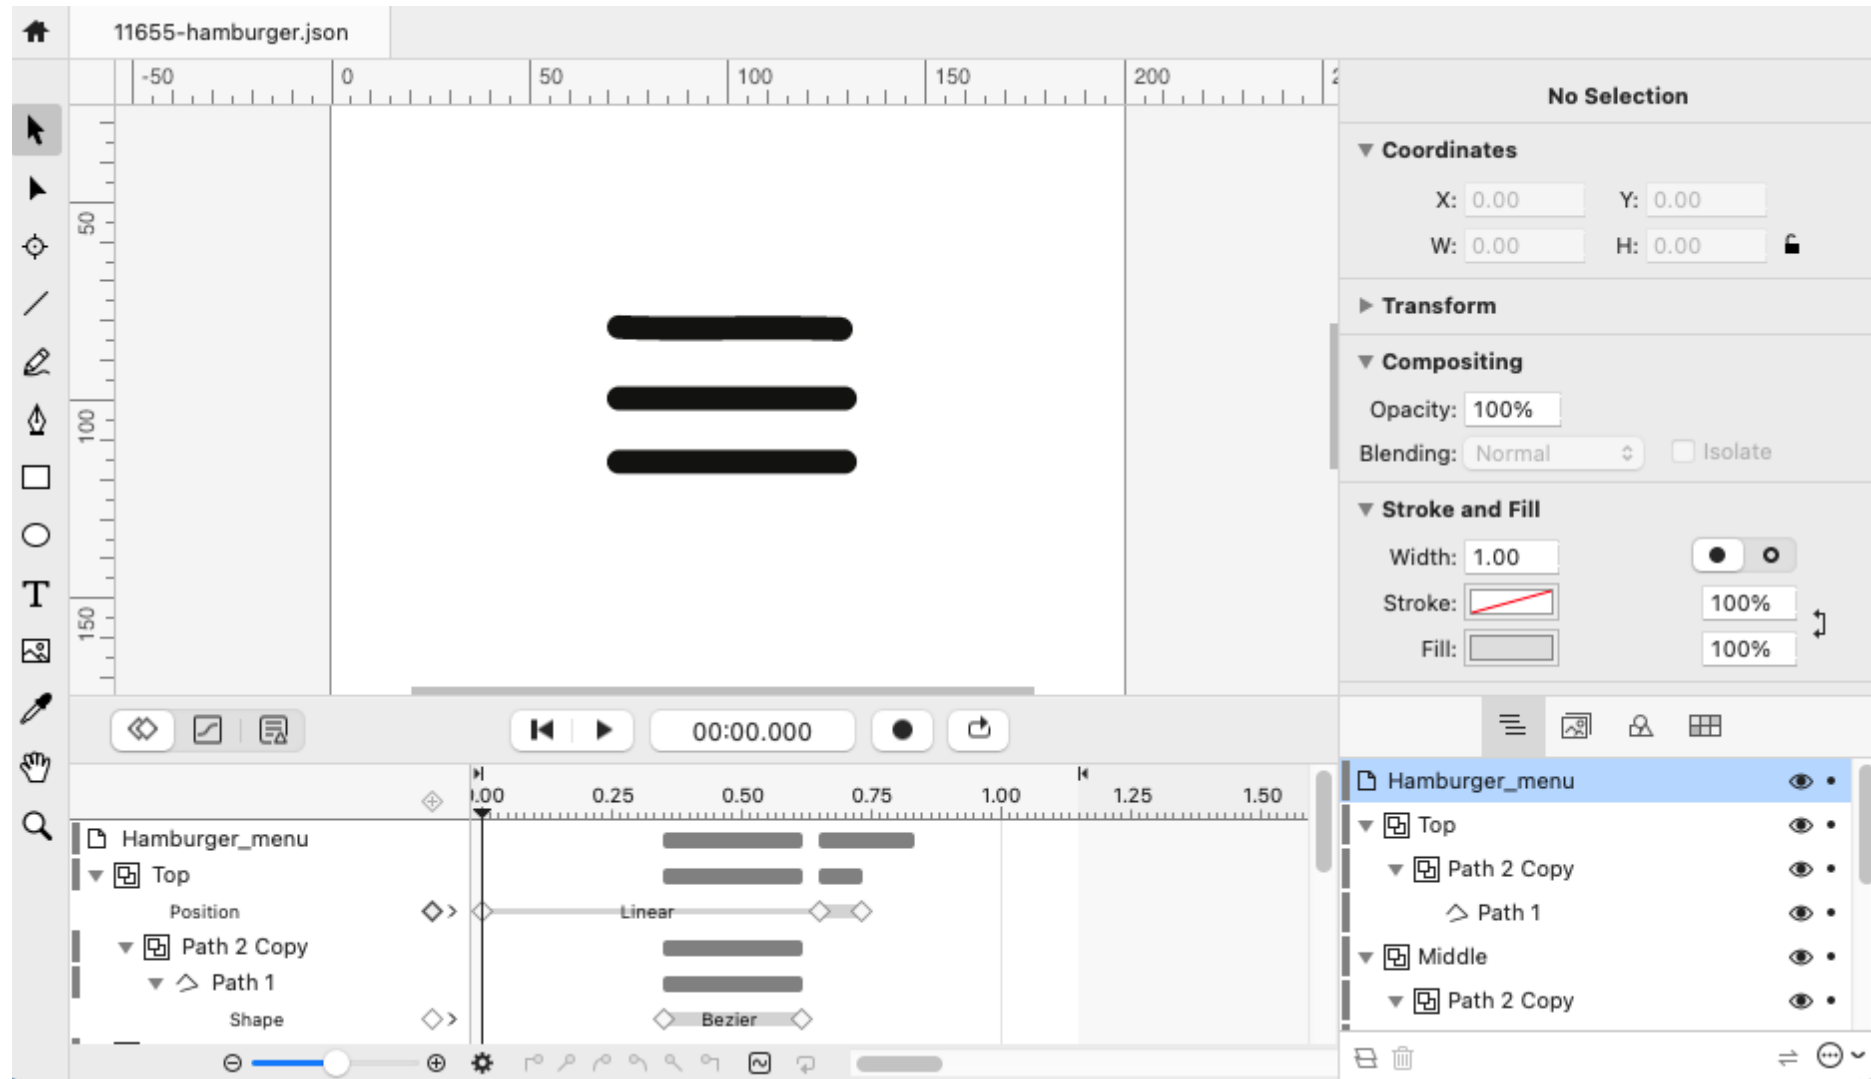 11655-hamburger.json
-50 0 50 100 150 200
No Selection
Coordinates
X: 0.00 Y: 0.00
W: 0.00 H: 0.00
Transform
Compositing
Opacity: 100%
Blending: Normal Isolate
Stroke and Fill
Width: 1.00
Stroke: 100%
Fill: 100%
50
100
150
T
00:00.000
.00 0.25 0.50 0.75 1.00 1.25 1.50
Hamburger_menu
Top
Position Linear
Path 2 Copy
Path 1
Shape Bezier
Hamburger_menu
Top
Path 2 Copy
Path 1
Middle
Path 2 Copy